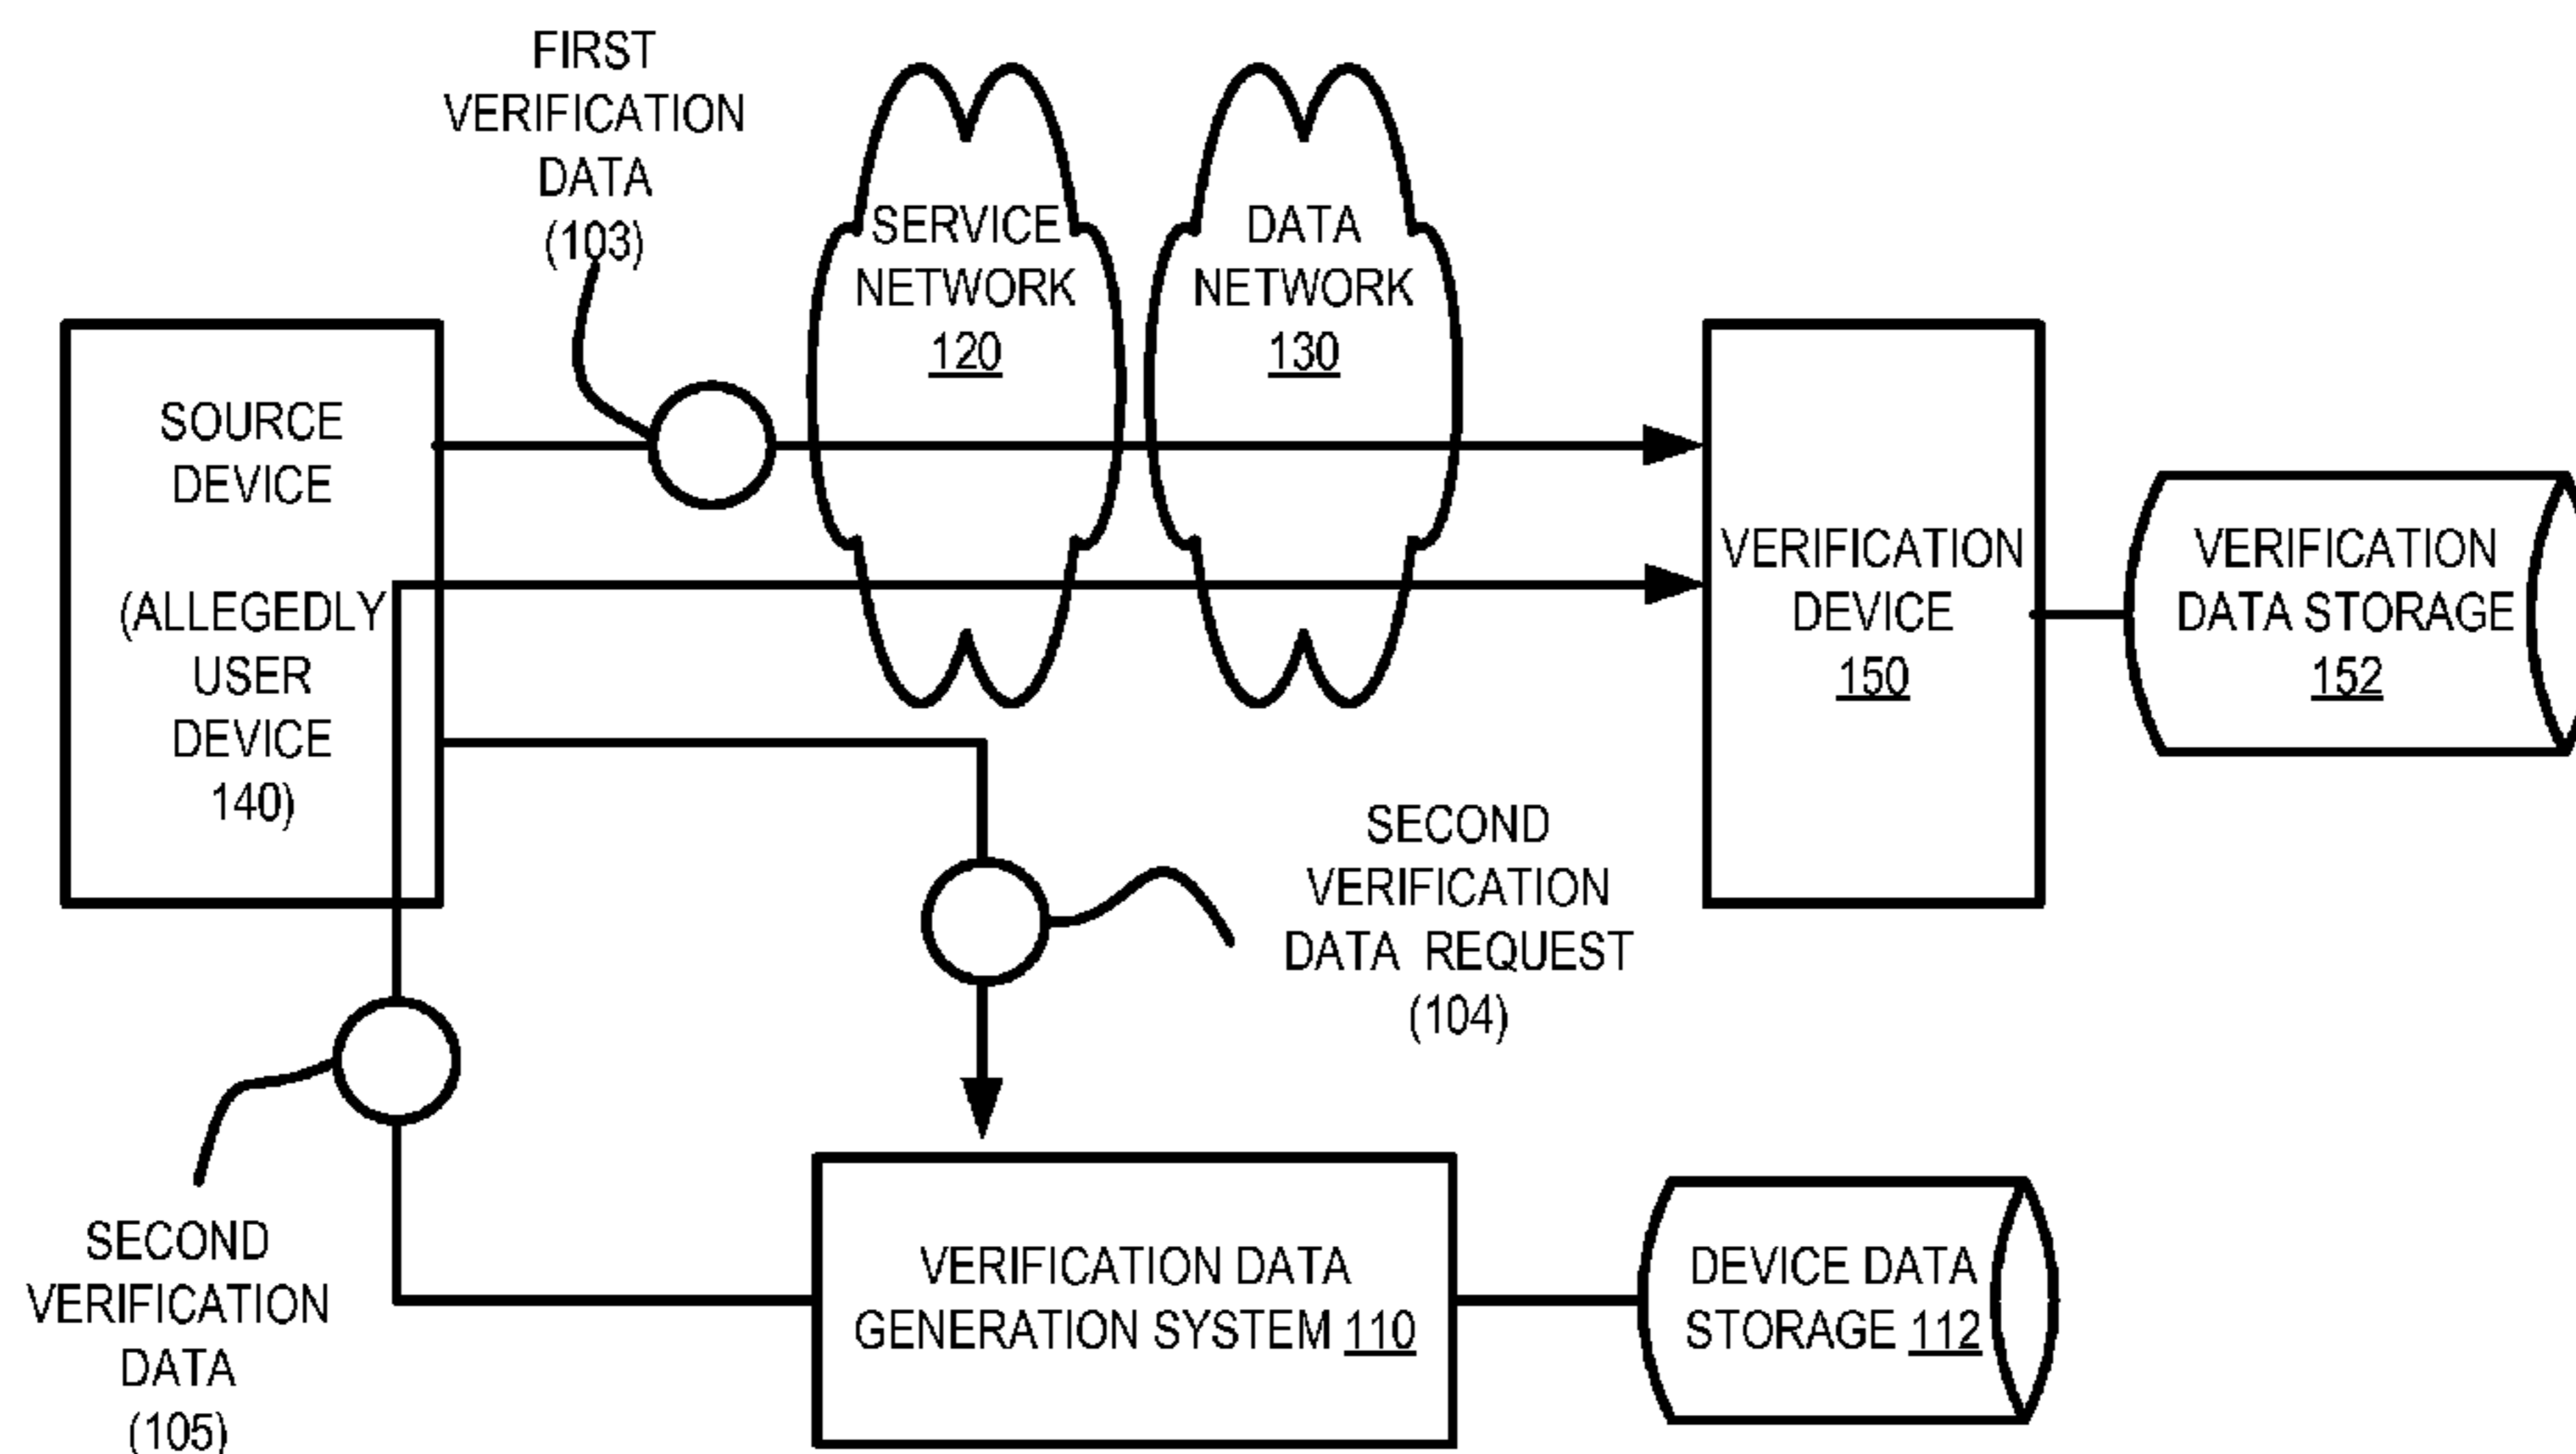 FIRST
VERIFICATION
DATA
(103)
SERVICE
NETWORK
120
DATA
NETWORK
130
SOURCE
DEVICE
(ALLEGEDLY
USER
DEVICE
140)
VERIFICATION
DEVICE
150
VERIFICATION
DATA STORAGE
152
SECOND
VERIFICATION
DATA REQUEST
(104)
SECOND
VERIFICATION
DATA
(105)
VERIFICATION DATA
GENERATION SYSTEM 110
DEVICE DATA
STORAGE 112